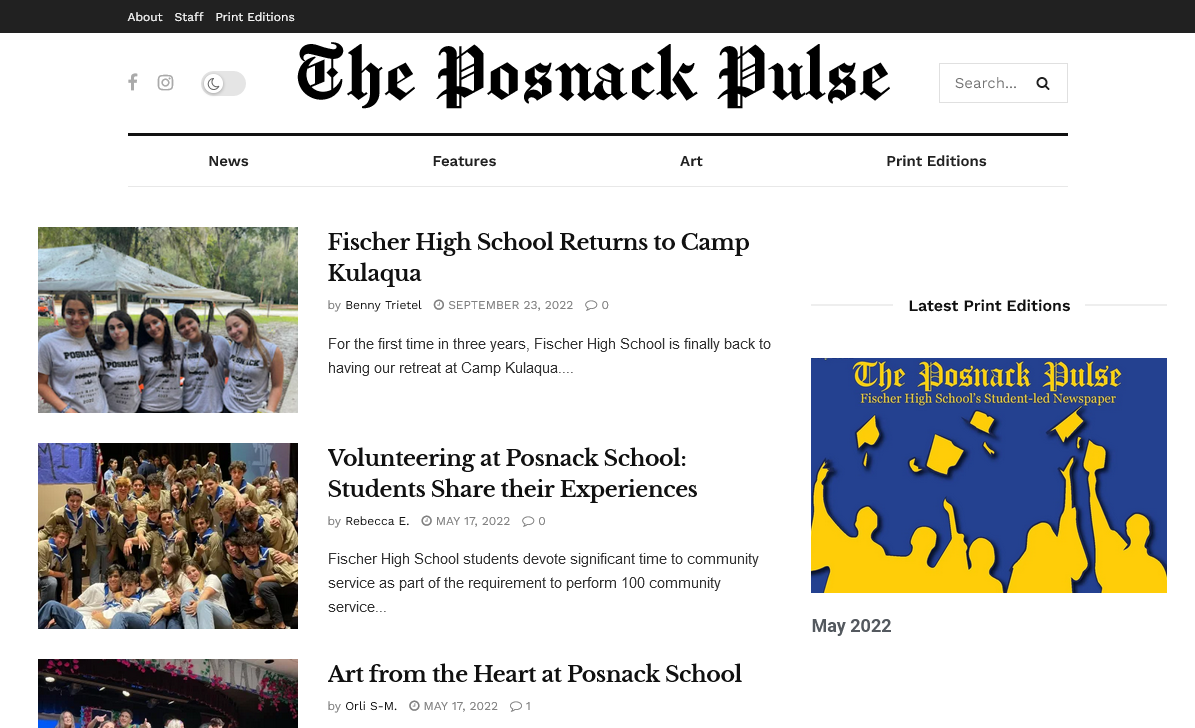 About Staff Print Editions
The Posnack Pulse
Search...
News Features Art Print Editions
Fischer High School Returns to Camp
Kulaqua
by Benny Trietel SEPTEMBER 23, 2022 0
For the first time in three years, Fischer High School is finally back to
having our retreat at Camp Kulaqua....
POSNACK
POSNACK
POSNACK
Volunteering at Posnack School:
Students Share their Experiences
by Rebecca E. MAY 17, 2022 0
Fischer High School students devote significant time to community
service as part of the requirement to perform 100 community
service...
Art from the Heart at Posnack School
by Orli S-M. MAY 17, 2022 1
Latest Print Editions
The Posnack Pulse
Fischer High School's Student-led Newspaper
May 2022